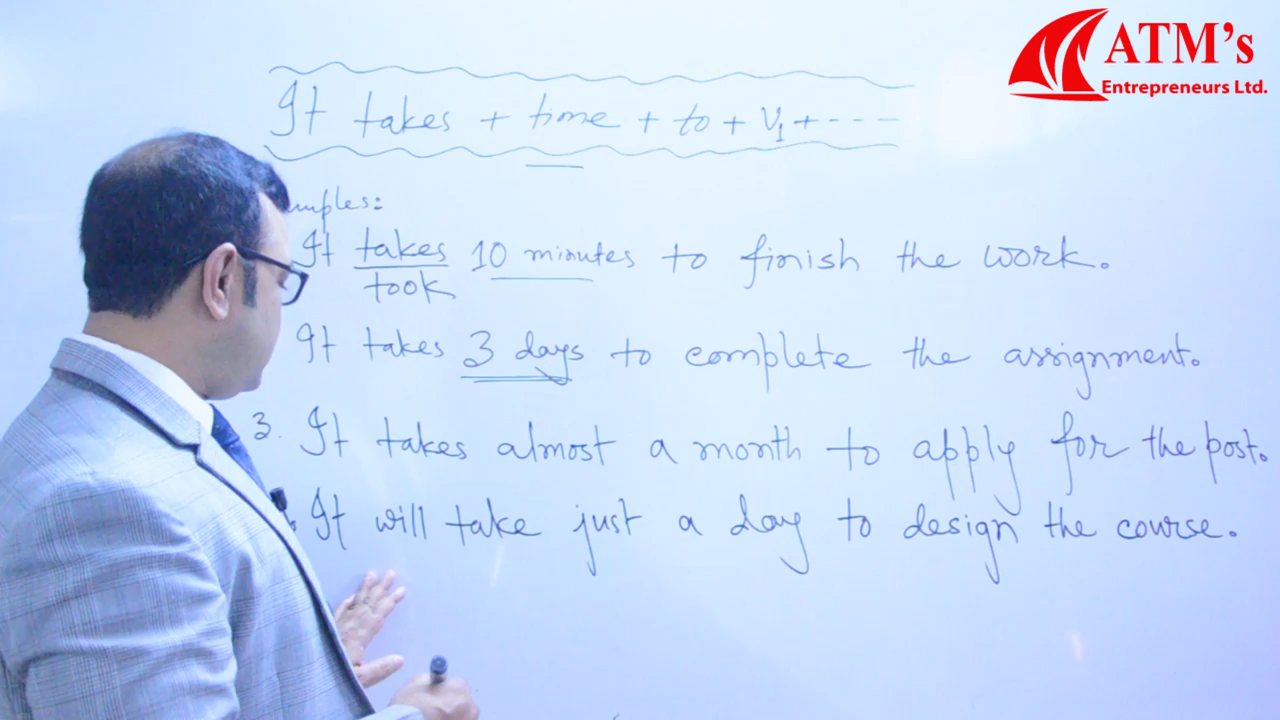 ATM's
Entrepreneurs Ltd.
It takes + time + to + V1 + ----
It takes 10 minutes to finish the work.
took
It takes 3 days to complete the assignment.
3. It takes almost a month to apply for the post.
It will take just a day to design the course.